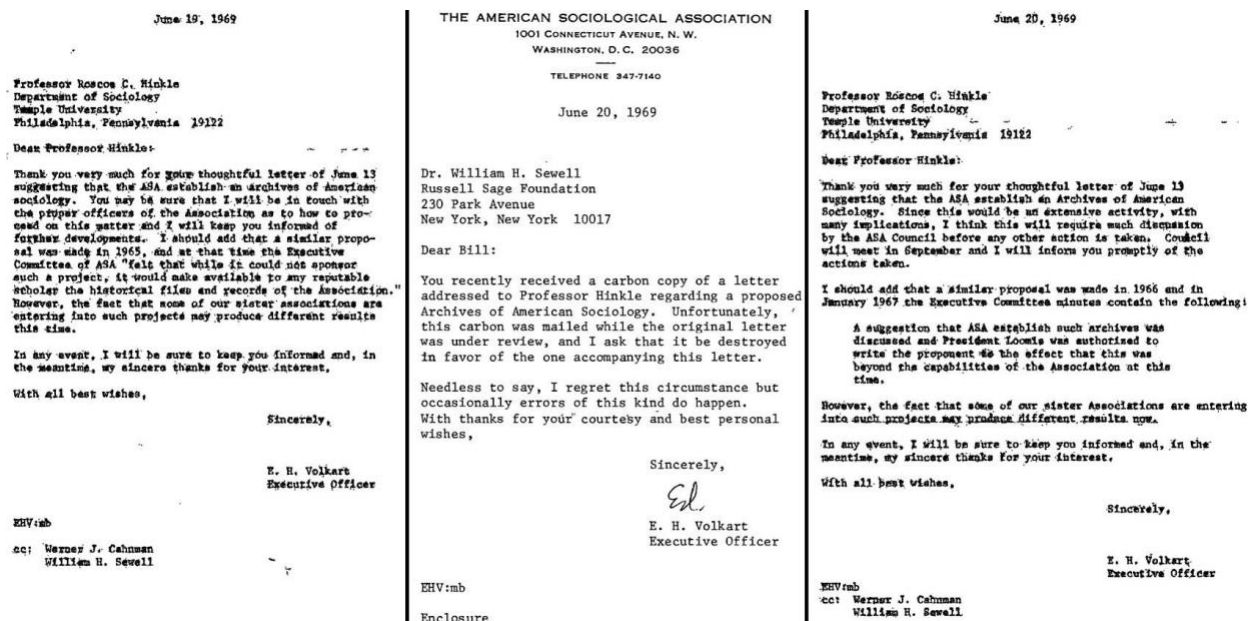 June 19, 1969
Professor Roscoe C. Hinkle
Department of Sociology
Temple University
Philadelphia, Pennsylvania 19122
Dear Professor Hinkle:
Thank you very much for your thoughtful letter of June 13
suggesting that the ASA establish an archives of American
sociology. You may be sure that I will be in touch with
the proper officers of the Association as to how to pro-
ceed on this matter and I will keep you informed of
further developments. I should add that a similar propo-
sal was made in 1965, and at that time the Executive
Committee of ASA "felt that while it could not sponsor
such a project, it would make available to any reputable
scholar the historical files and records of the Association."
However, the fact that some of our sister associations are
entering into such projects may produce different results
this time.
In any event, I will be sure to keep you informed and, in
the meantime, my sincere thanks for your interest.
With all best wishes,
Sincerely,
E. H. Volkart
Executive Officer
EHV:mb
cc: Werner J. Cahnman
William H. Sewell
THE AMERICAN SOCIOLOGICAL ASSOCIATION
1001 CONNECTICUT AVENUE, N. W.
WASHINGTON, D. C. 20036
TELEPHONE 347-7140
June 20, 1969
Dr. William H. Sewell
Russell Sage Foundation
230 Park Avenue
New York, New York 10017
Dear Bill:
You recently received a carbon copy of a letter
addressed to Professor Hinkle regarding a proposed
Archives of American Sociology. Unfortunately,
this carbon was mailed while the original letter
was under review, and I ask that it be destroyed
in favor of the one accompanying this letter.
Needless to say, I regret this circumstance but
occasionally errors of this kind do happen.
With thanks for your courtesy and best personal
wishes,
Sincerely,
Ed.
E. H. Volkart
Executive Officer
EHV:mb
Enclosure
June 20, 1969
Professor Roscoe C. Hinkle
Department of Sociology
Temple University
Philadelphia, Pennsylvania 19122
Dear Professor Hinkle:
Thank you very much for your thoughtful letter of June 13
suggesting that the ASA establish an Archives of American
Sociology. Since this would be an extensive activity, with
many implications, I think this will require much discussion
by the ASA Council before any other action is taken. Council
will meet in September and I will inform you promptly of the
actions taken.
I should add that a similar proposal was made in 1966 and in
January 1967 the Executive Committee minutes contain the following:
A suggestion that ASA establish such archives was
discussed and President Loomis was authorized to
write the proponent to the effect that this was
beyond the capabilities of the Association at this
time.
However, the fact that some of our sister Associations are entering
into such projects may produce different results now.
In any event, I will be sure to keep you informed and, in the
meantime, my sincere thanks for your interest.
With all best wishes,
Sincerely,
E. H. Volkart
Executive Officer
EHV:mb
cc: Werner J. Cahnman
William H. Sewell